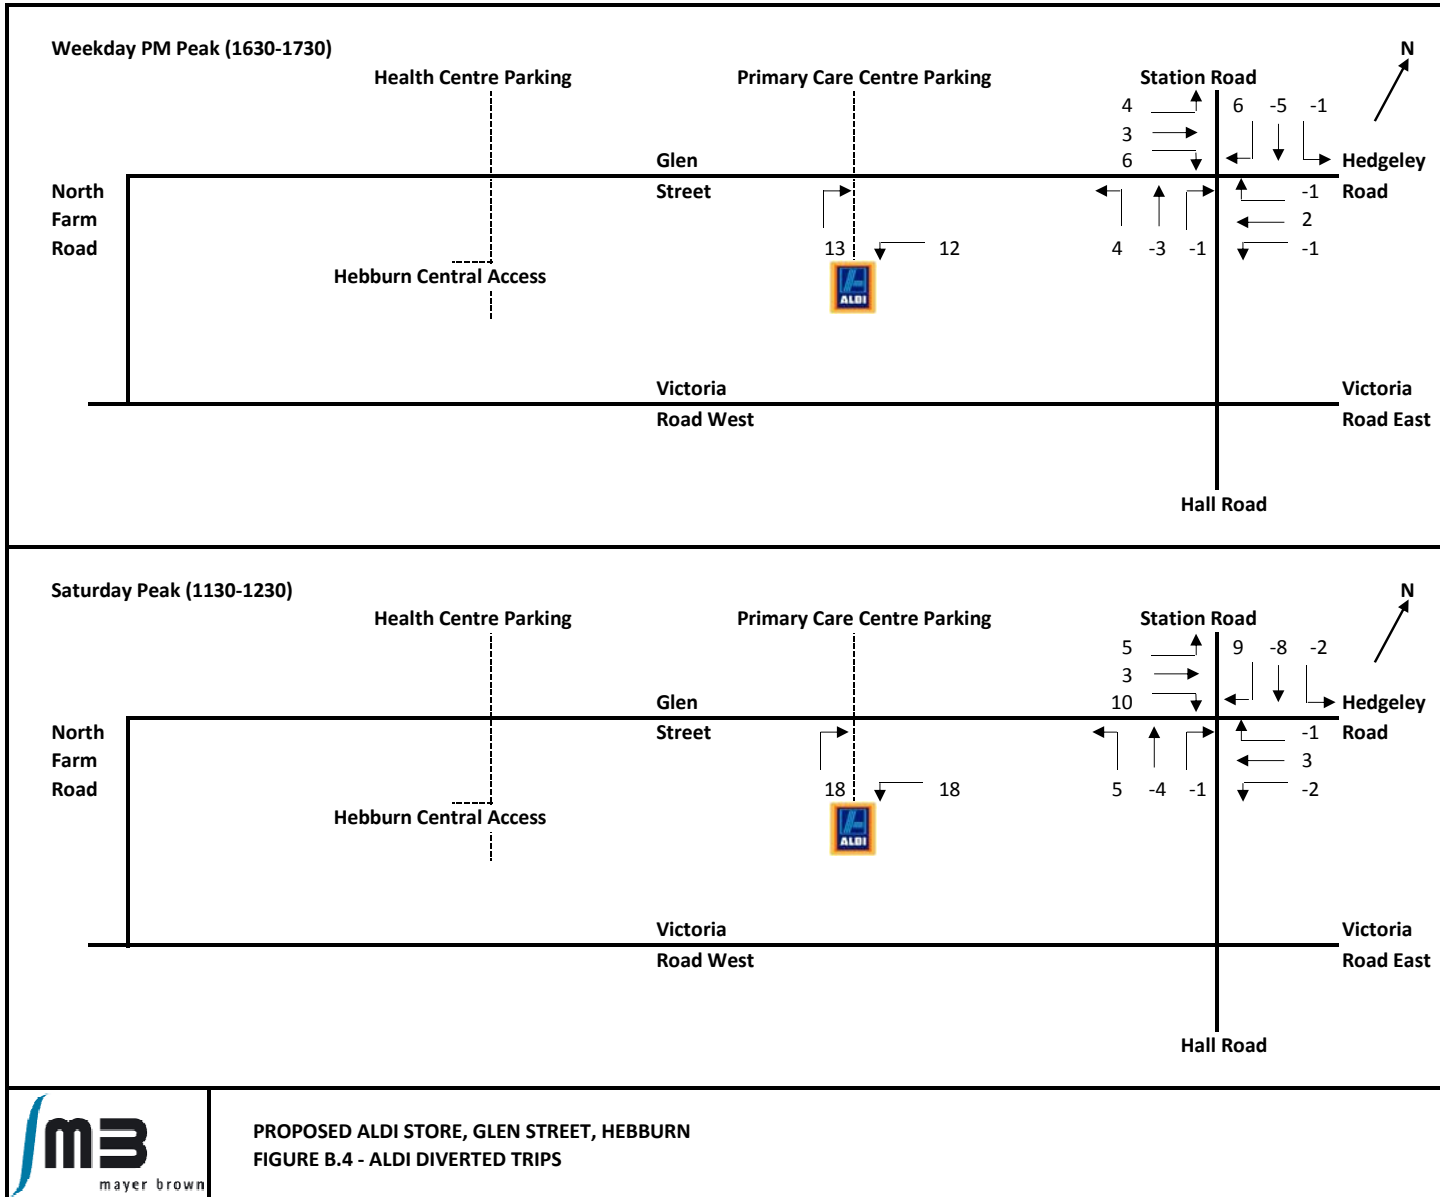 Weekday PM Peak (1630-1730)
N
Health Centre Parking
Primary Care Centre Parking
Station Road
4
6 -5 -1
3
Glen
6
Hedgeley
North
Street
-1
Road
Farm
2
Road
13
12
4 -3 -1
-1
Hebburn Central Access
ALDI
Victoria
Victoria
Road West
Road East
Hall Road
Saturday Peak (1130-1230)
N
Health Centre Parking
Primary Care Centre Parking
Station Road
5
9 -8 -2
3
Glen
10
Hedgeley
North
Street
-1
Road
Farm
3
Road
18
18
5 -4 -1
-2
Hebburn Central Access
ALDI
Victoria
Victoria
Road West
Road East
Hall Road
mayer brown
PROPOSED ALDI STORE, GLEN STREET, HEBBURN
FIGURE B.4 - ALDI DIVERTED TRIPS